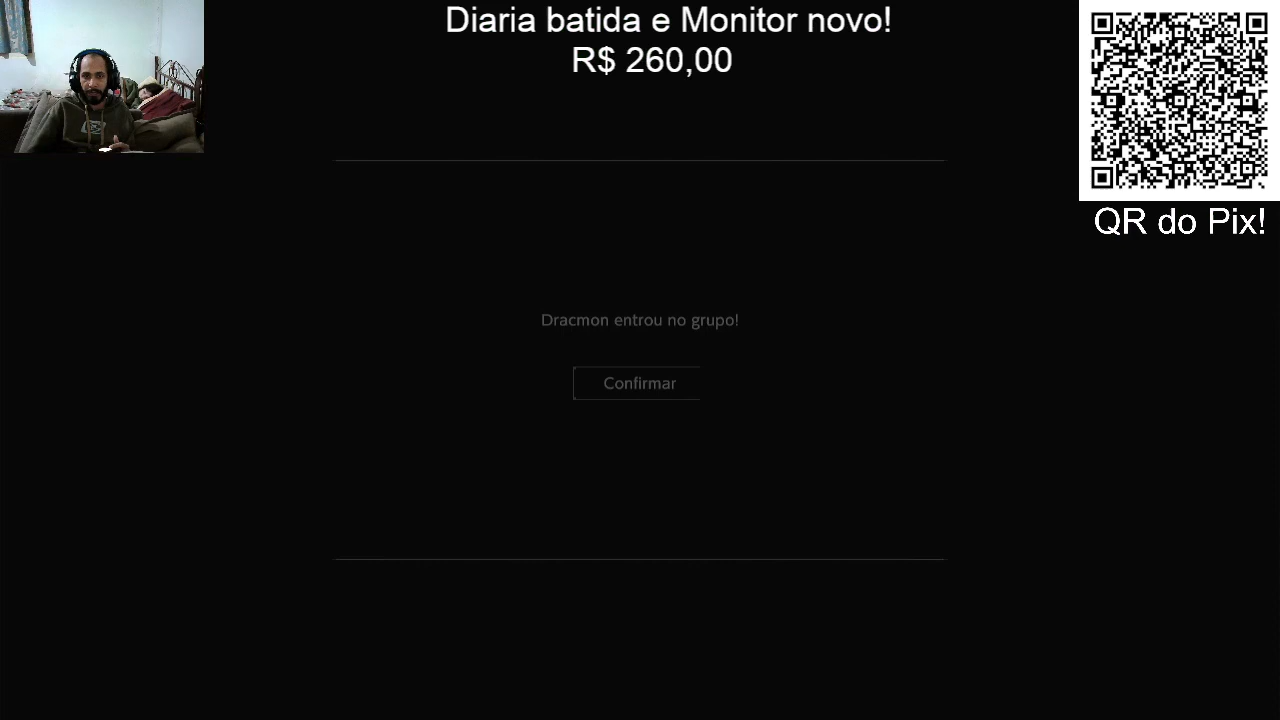 Diaria batida e Monitor novo!
R$ 260,00
QR do Pix!
Dracmon entrou no grupo!
Confirmar